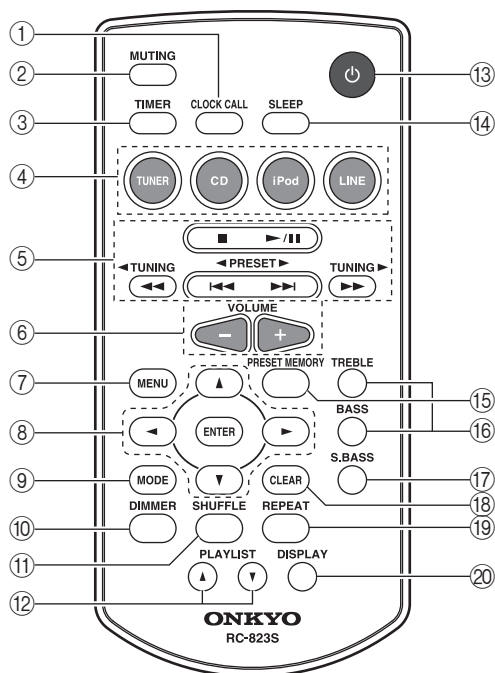 ①
② MUTING ⑬
③ TIMER CLOCK CALL SLEEP ⑭
④ TUNER CD iPod LINE
■ ►/II
⑤ ◄TUNING ◄PRESET► TUNING►
◄◄ I◄◄ ►►I ►►
⑥ VOLUME
− +
⑦ MENU ▲ PRESET MEMORY TREBLE ⑮
⑧ ◄ ENTER ► BASS ⑯
S.BASS ⑰
⑨ MODE ▼ CLEAR ⑱
⑩ DIMMER SHUFFLE REPEAT ⑲
⑪
PLAYLIST DISPLAY ⑳
⑫ ▲ ▼
ONKYO
RC-823S